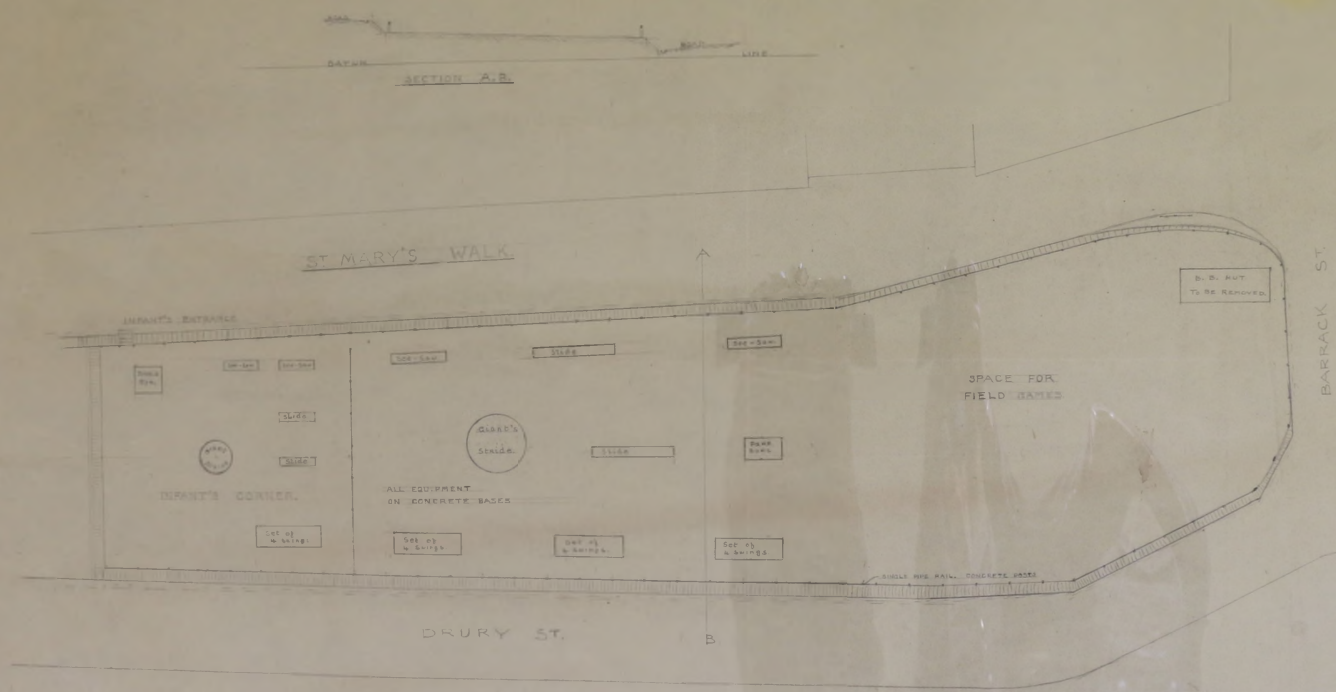 ROAD
ROAD
DATUM
LINE
SECTION A.B.
ST MARY'S WALK
A
INFANT'S ENTRANCE
B. B. HUT
TO BE REMOVED
BARRACK ST.
See-Saw
See-Saw
See-Saw
Slide
See-Saw
SPACE FOR
FIELD GAMES
Slide
Giant's
Stride
Slide
Slide
INFANT'S CORNER.
ALL EQUIPMENT
ON CONCRETE BASES
Set of
4 Swings
Set of
4 Swings
Set of
4 Swings
Set of
4 Swings
SINGLE RAIL, CONCRETE BASES
DRURY ST.
B